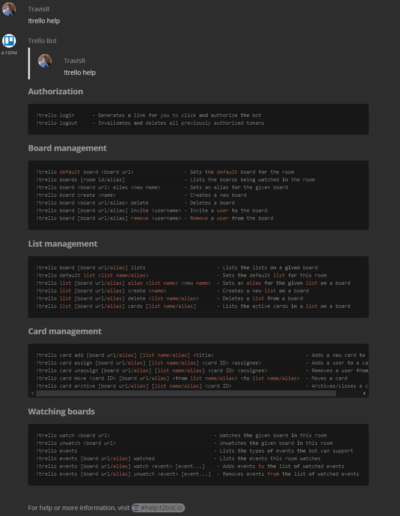 TravisR
!trello help
Trello Bot
4:10 PM
TravisR
!trello help
Authorization
!trello login - Generates a link for you to click and authorize the bot
!trello logout - Invalidates and deletes all previously authorized tokens
Board management
!trello default board <board url> - Sets the default board for the room
!trello boards [room id/alias] - Lists the boards being watched in the room
!trello board <board url> alias <new name> - Sets an alias for the given board
!trello board create <name> - Creates a new board
!trello board <board url/alias> delete - Deletes a board
!trello board [board url/alias] invite <username> - Invite a user to the board
!trello board [board url/alias] remove <username> - Remove a user from the board
List management
!trello board [board url/alias] lists - Lists the lists on a given board
!trello default list <list name/alias> - Sets the default list for this room
!trello list [board url/alias] alias <list name> <new name> - Sets an alias for the given list on a board
!trello list [board url/alias] create <name> - Creates a new list on a board
!trello list [board url/alias] delete <list name/alias> - Deletes a list from a board
!trello list [board url/alias] cards [list name/alias] - Lists the active cards in a list on a board
Card management
!trello card add [board url/alias] [list name/alias] <title> - Adds a new card to
!trello card assign [board url/alias] [list name/alias] <card ID> <assignee> - Adds a user to a ca
!trello card unassign [board url/alias] [list name/alias] <card ID> <assignee> - Removes a user from
!trello card move <card ID> [board url/alias] <from list name/alias> <to list name/alias> - Moves a card
!trello card archive [board url/alias] [list name/alias] <card ID> - Archives/closes a c
Watching boards
!trello watch <board url> - Watches the given board in this room
!trello unwatch <board url> - Unwatches the given board in this room
!trello events - Lists the types of events the bot can support
!trello events [board url/alias] watched - Lists the events this room watches
!trello events [board url/alias] watch <event> [event...] - Adds events to the list of watched events
!trello events [board url/alias] unwatch <event> [event...] - Removes events from the list of watched events
For help or more information, visit #help:t2bot.io